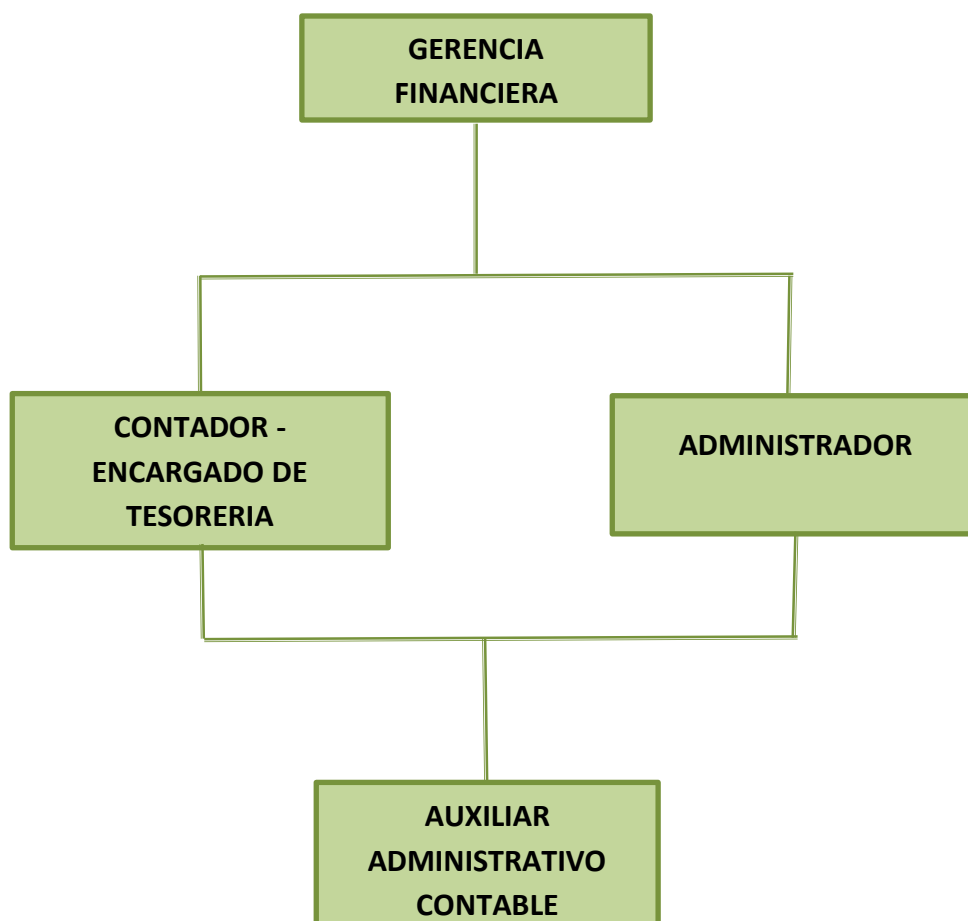 GERENCIA
FINANCIERA
CONTADOR -
ENCARGADO DE
TESORERIA
ADMINISTRADOR
AUXILIAR
ADMINISTRATIVO
CONTABLE